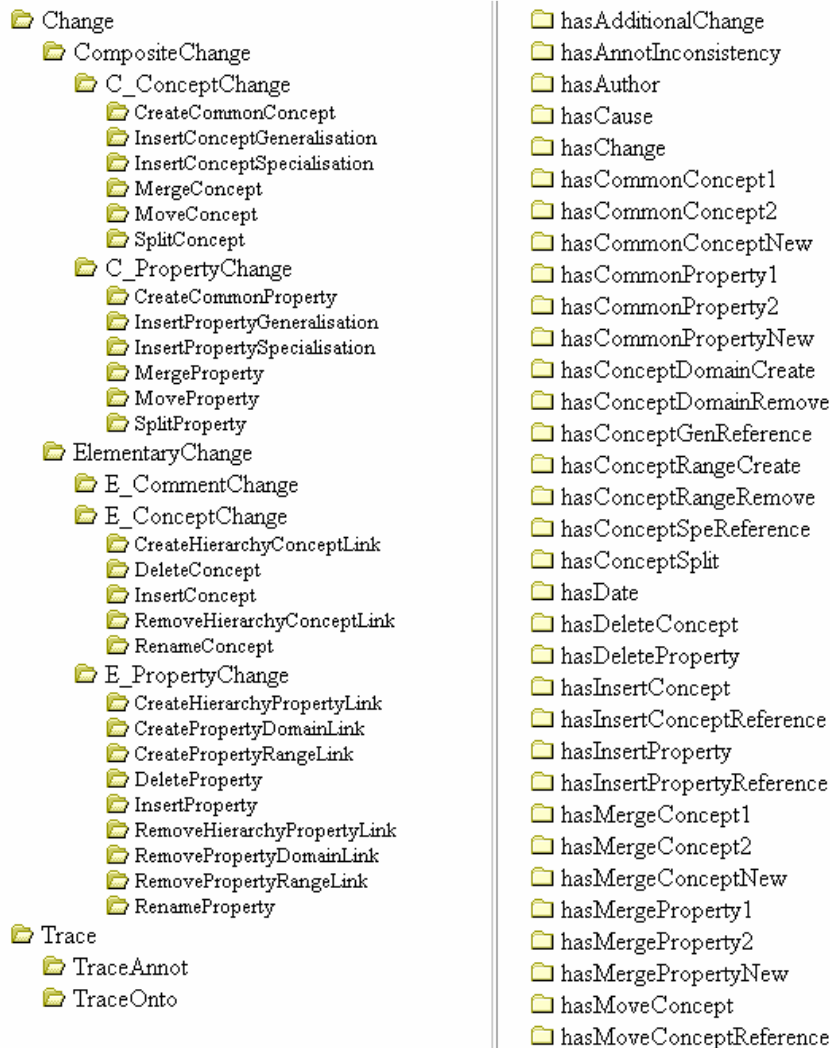 Change
CompositeChange
C_ConceptChange
CreateCommonConcept
InsertConceptGeneralisation
InsertConceptSpecialisation
MergeConcept
MoveConcept
SplitConcept
C_PropertyChange
CreateCommonProperty
InsertPropertyGeneralisation
InsertPropertySpecialisation
MergeProperty
MoveProperty
SplitProperty
ElementaryChange
E_CommentChange
E_ConceptChange
CreateHierarchyConceptLink
DeleteConcept
InsertConcept
RemoveHierarchyConceptLink
RenameConcept
E_PropertyChange
CreateHierarchyPropertyLink
CreatePropertyDomainLink
CreatePropertyRangeLink
DeleteProperty
InsertProperty
RemoveHierarchyPropertyLink
RemovePropertyDomainLink
RemovePropertyRangeLink
RenameProperty
Trace
TraceAnnot
TraceOnto
hasAdditionalChange
hasAnnotInconsistency
hasAuthor
hasCause
hasChange
hasCommonConcept1
hasCommonConcept2
hasCommonConceptNew
hasCommonProperty1
hasCommonProperty2
hasCommonPropertyNew
hasConceptDomainCreate
hasConceptDomainRemove
hasConceptGenReference
hasConceptRangeCreate
hasConceptRangeRemove
hasConceptSpeReference
hasConceptSplit
hasDate
hasDeleteConcept
hasDeleteProperty
hasInsertConcept
hasInsertConceptReference
hasInsertProperty
hasInsertPropertyReference
hasMergeConcept1
hasMergeConcept2
hasMergeConceptNew
hasMergeProperty1
hasMergeProperty2
hasMergePropertyNew
hasMoveConcept
hasMoveConceptReference